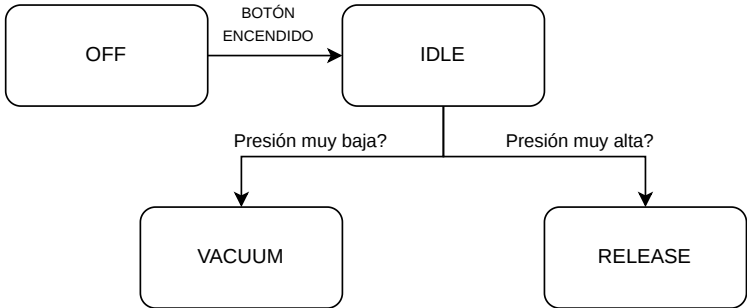 BOTÓN
ENCENDIDO
OFF
IDLE
Presión muy baja?
Presión muy alta?
VACUUM
RELEASE